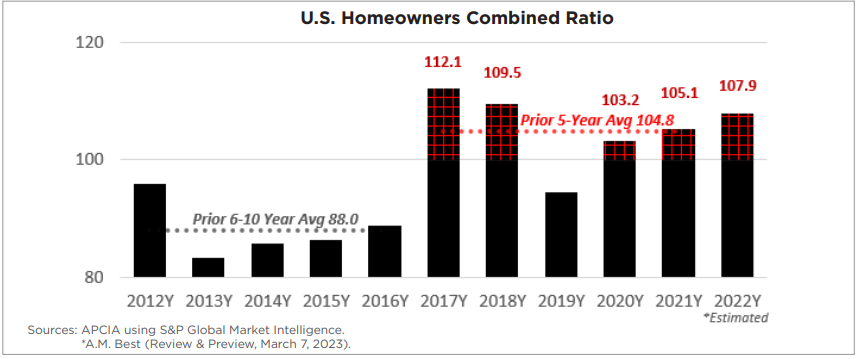 U.S. Homeowners Combined Ratio
120
112.1
109.5
107.9
105.1
103.2
Prior 5-Year Avg 104.8
100
Prior 6-10 Year Avg 88.0
80
2012Y 2013Y 2014Y 2015Y 2016Y 2017Y 2018Y 2019Y 2020Y 2021Y 2022Y
*Estimated
Sources: APCIA using S&P Global Market Intelligence.
*A.M. Best (Review & Preview, March 7, 2023).